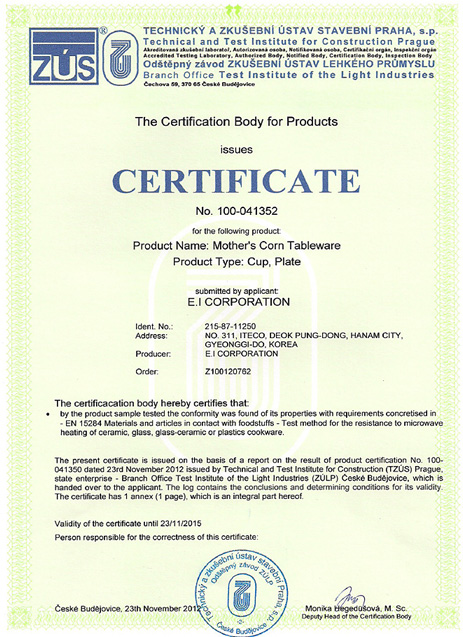 TECHNICKÝ A ZKUŠEBNÍ ÚSTAV STAVEBNÍ PRAHA, s.p.
Technical and Test Institute for Construction Prague
Akreditovaná zkušební laboratoř, Autorizovaná osoba, Notifikovaná osoba, Certifikační orgán, Inspekční orgán
Accredited Testing Laboratory, Authorized Body, Notified Body, Certification Body, Inspection Body
Odštěpný závod ZKUŠEBNÍ ÚSTAV LEHKÉHO PRŮMYSLU
Branch Office Test Institute of the Light Industries
Čechova 59, 370 65 České Budějovice
ZÚS®
The Certification Body for Products
issues
CERTIFICATE
No. 100-041352
for the following product:
Product Name: Mother's Corn Tableware
Product Type: Cup, Plate
submitted by applicant:
E.I CORPORATION
Ident. No.: 215-87-11250
Address: NO. 311, ITECO, DEOK PUNG-DONG, HANAM CITY,
GYEONGGI-DO, KOREA
Producer: E.I CORPORATION
Order: Z100120762
The certificacation body hereby certifies that:
• by the product sample tested the conformity was found of its properties with requirements concretised in
- EN 15284 Materials and articles in contact with foodstuffs - Test method for the resistance to microwave
heating of ceramic, glass, glass-ceramic or plastics cookware.
The present certificate is issued on the basis of a report on the result of product certification No. 100-
041350 dated 23rd November 2012 issued by Technical and Test Institute for Construction (TZÚS) Prague,
state enterprise - Branch Office Test Institute of the Light Industries (ZÚLP) České Budějovice, which is
handed over to the applicant. The log contains the conclusions and determining conditions for its validity.
The certificate has 1 annex (1 page), which is an integral part hereof.
Validity of the certificate until 23/11/2015
Person responsible for the correctness of this certificate:
Technický a zkušební ústav stavební Praha, s.p.
Odštěpný závod ZÚLP
-2-
České Budějovice
České Budějovice, 23th November 2012
Monika Hegedüšová, M. Sc.
Deputy Head of the Certification Body